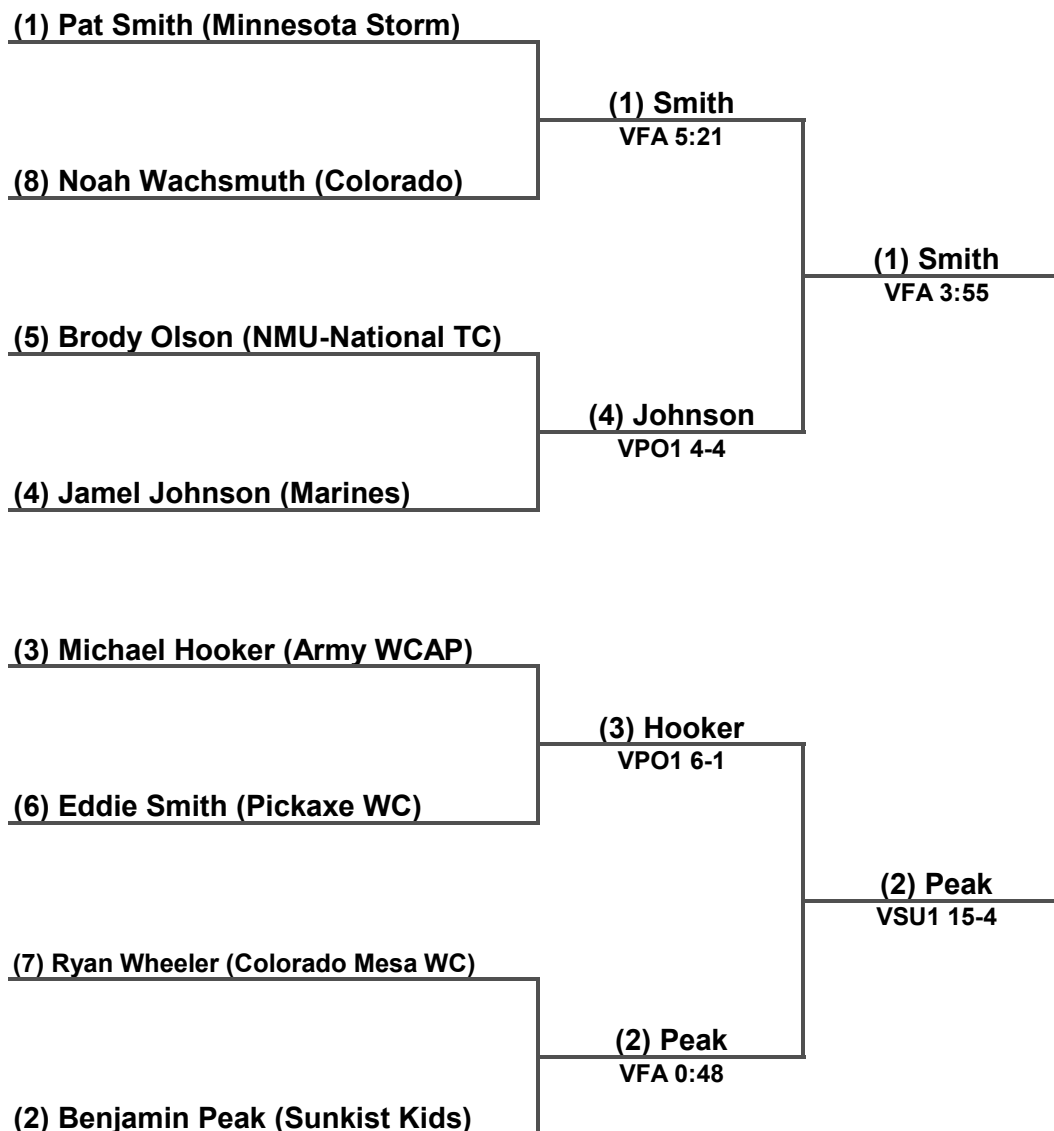 (1) Pat Smith (Minnesota Storm)
(1) Smith
VFA 5:21
(8) Noah Wachsmuth (Colorado)
(1) Smith
VFA 3:55
(5) Brody Olson (NMU-National TC)
(4) Johnson
VPO1 4-4
(4) Jamel Johnson (Marines)
(3) Michael Hooker (Army WCAP)
(3) Hooker
VPO1 6-1
(6) Eddie Smith (Pickaxe WC)
(2) Peak
VSU1 15-4
(7) Ryan Wheeler (Colorado Mesa WC)
(2) Peak
VFA 0:48
(2) Benjamin Peak (Sunkist Kids)